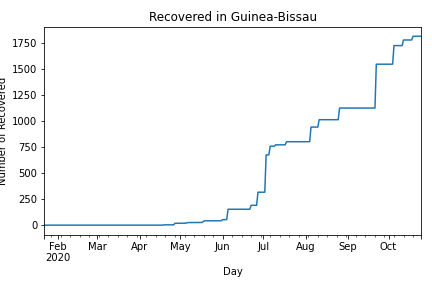 Recovered in Guinea-Bissau
Number of Recovered
1750
1500
1250
1000
750
500
250
0
Feb Mar Apr May Jun Jul Aug Sep Oct
2020
Day